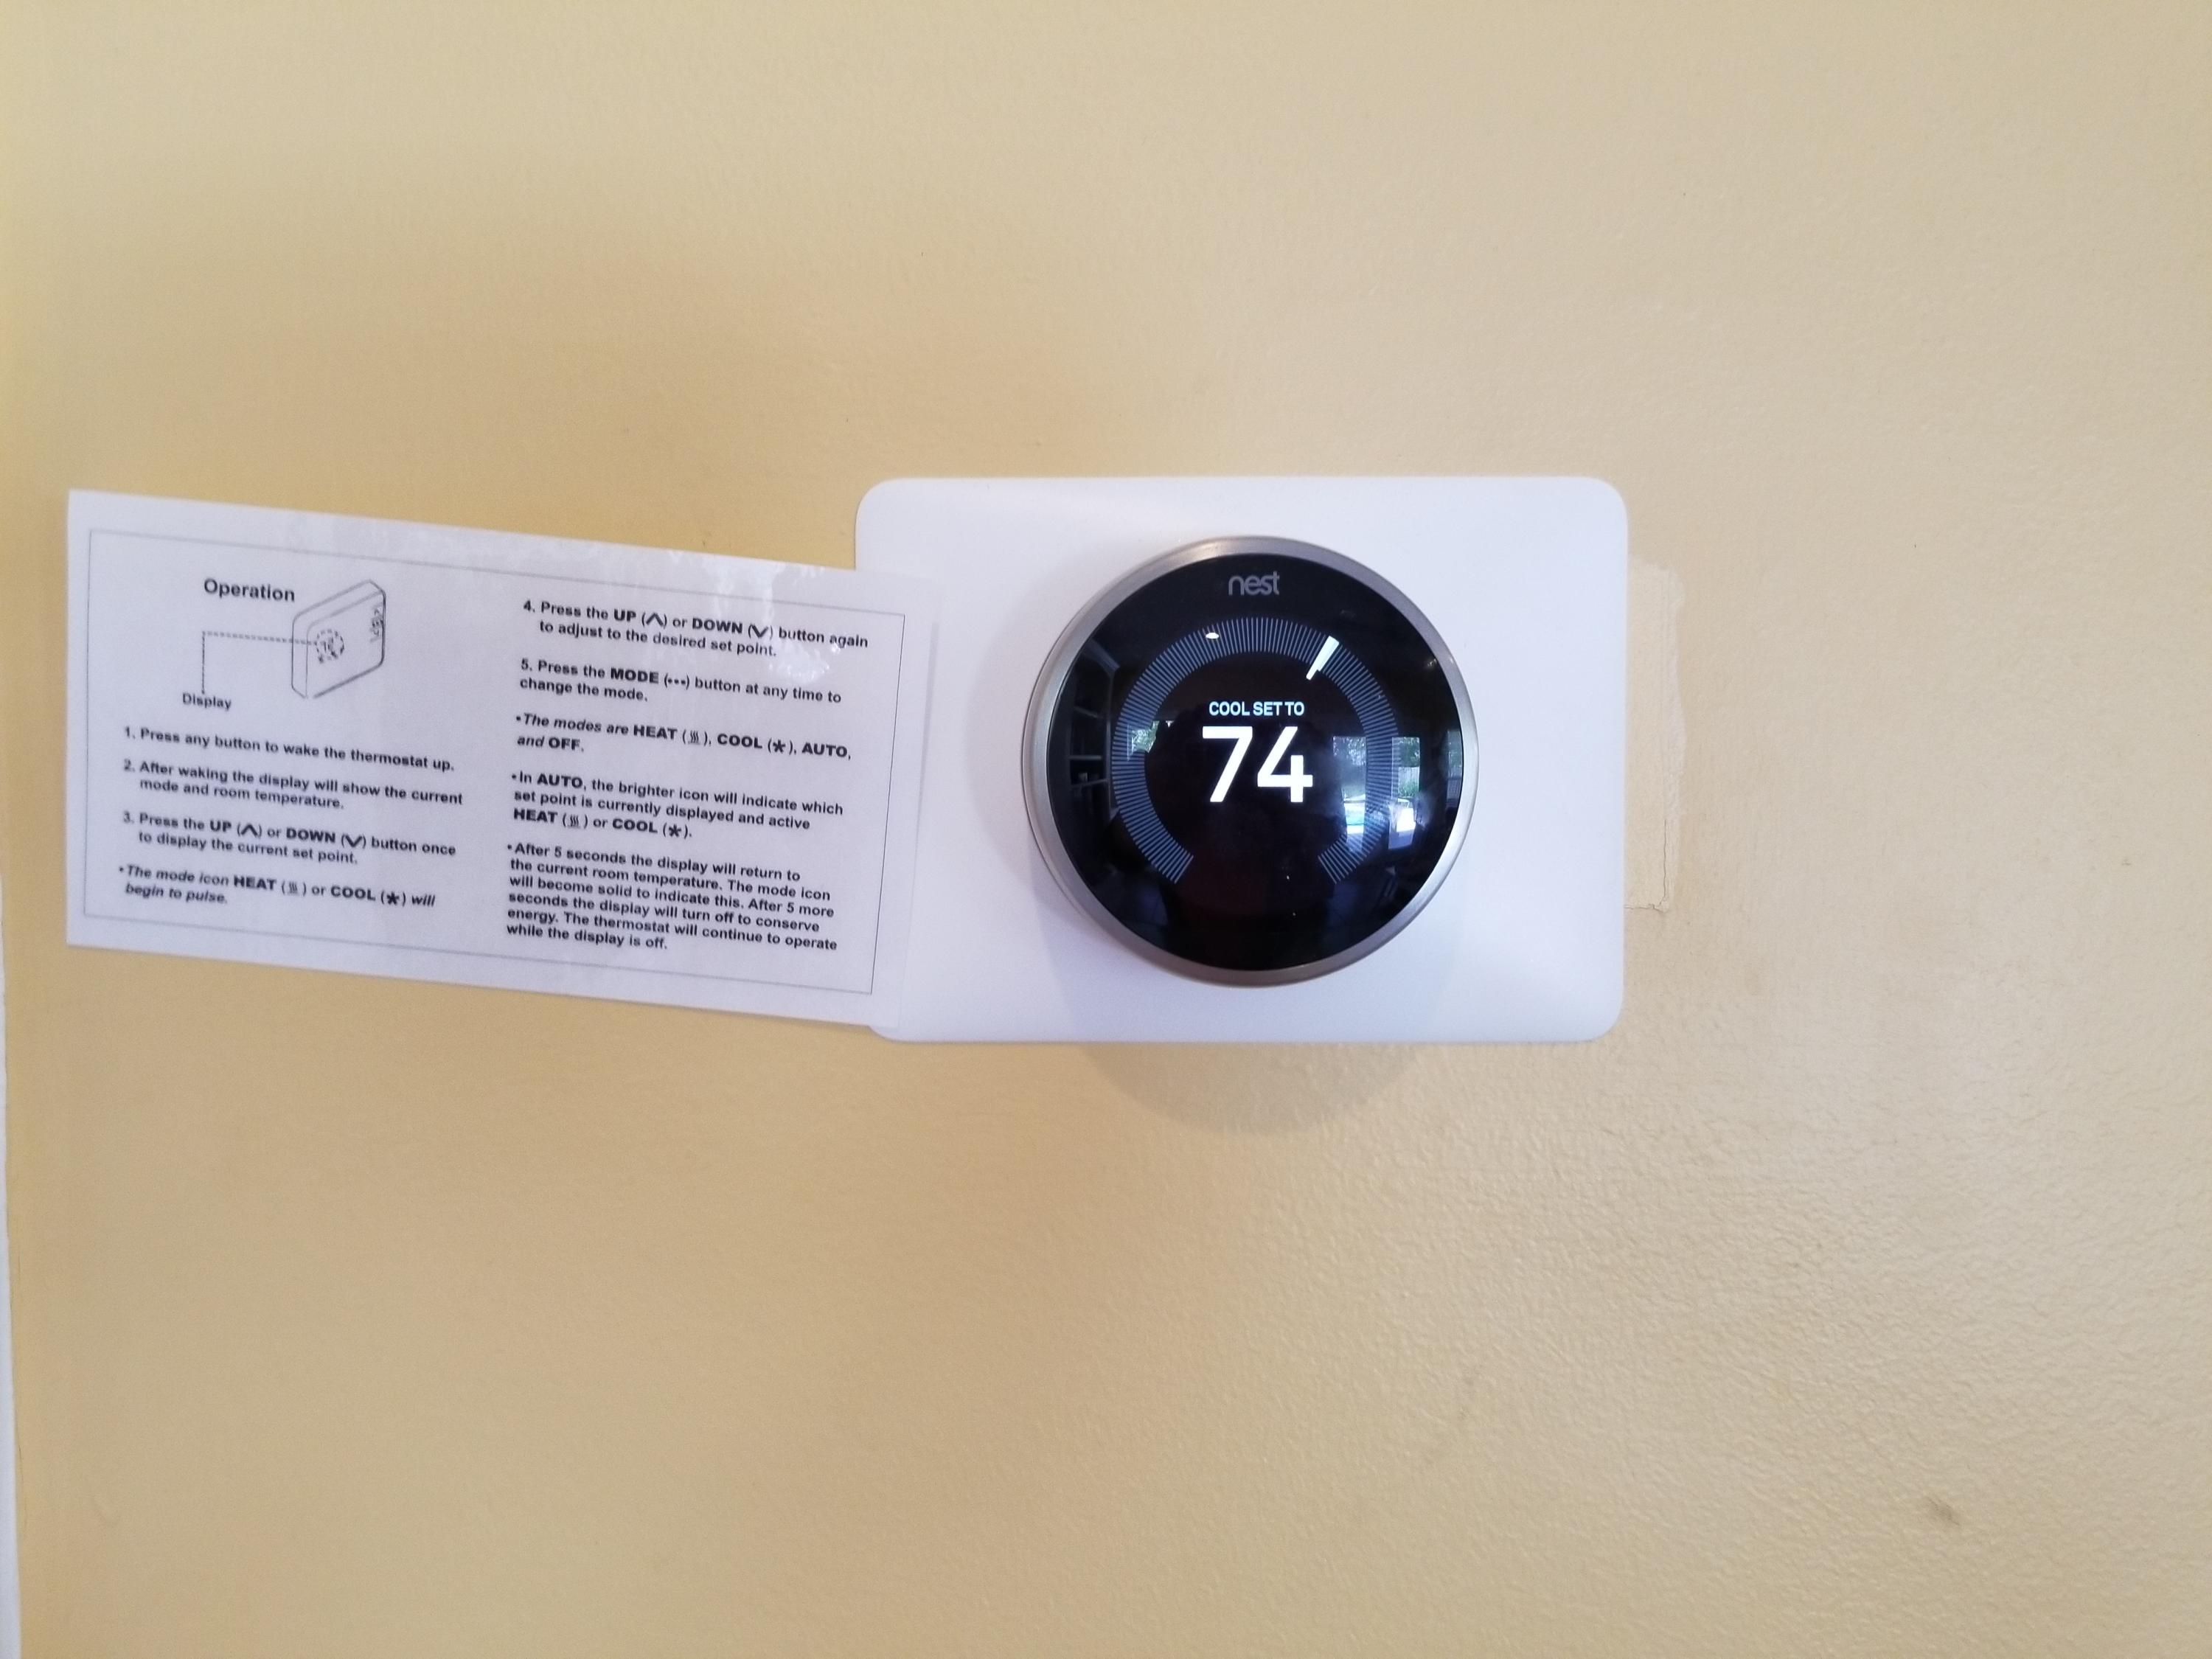 Operation
Display
1. Press any button to wake the thermostat up.
2. After waking the display will show the current
mode and room temperature.
3. Press the UP (∧) or DOWN (∨) button once
to display the current set point.
•The mode icon HEAT (♨) or COOL (*) will
begin to pulse.
4. Press the UP (∧) or DOWN (∨) button again
to adjust to the desired set point.
5. Press the MODE (•••) button at any time to
change the mode.
•The modes are HEAT (♨), COOL (*), AUTO,
and OFF.
•In AUTO, the brighter icon will indicate which
set point is currently displayed and active
HEAT (♨) or COOL (*).
•After 5 seconds the display will return to
the current room temperature. The mode icon
will become solid to indicate this. After 5 more
seconds the display will turn off to conserve
energy. The thermostat will continue to operate
while the display is off.
nest
COOL SET TO
74